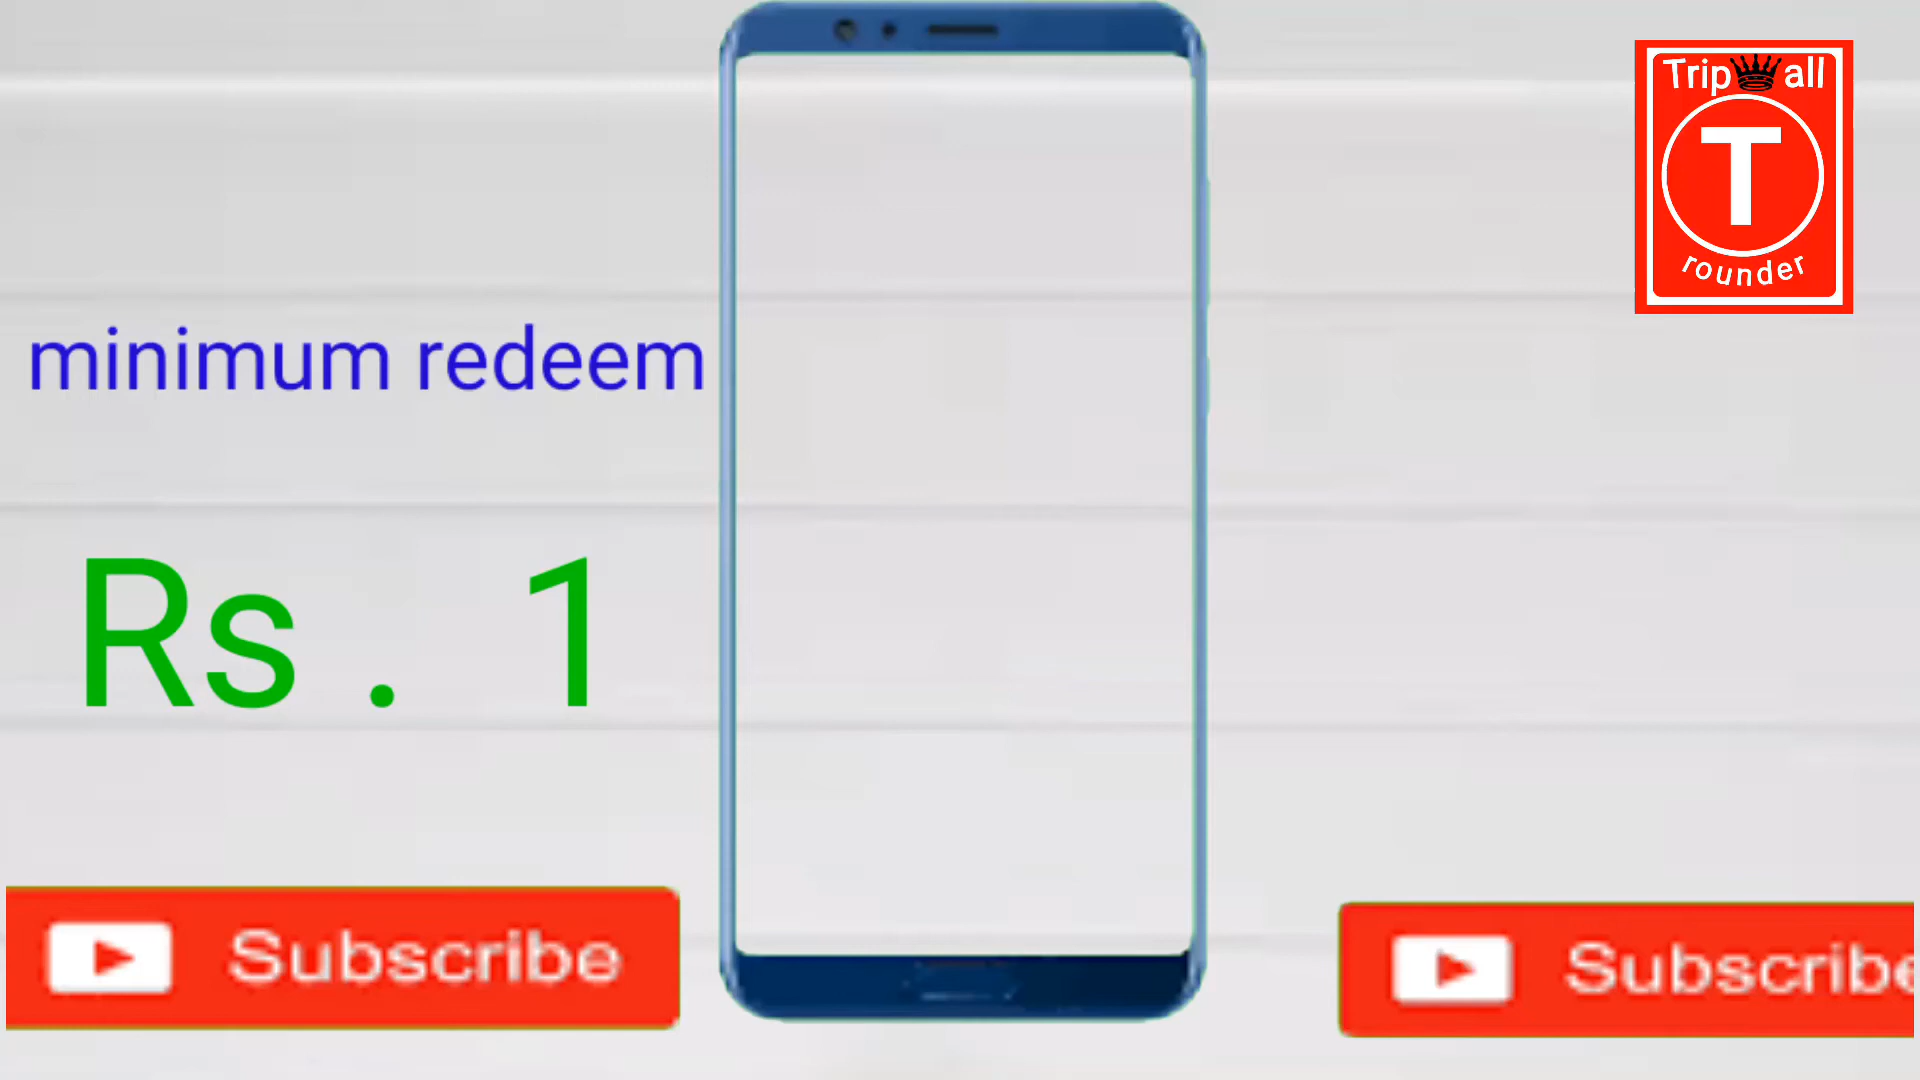 Trip all
T
rounder
minimum redeem
Rs . 1
Subscribe
Subscribe